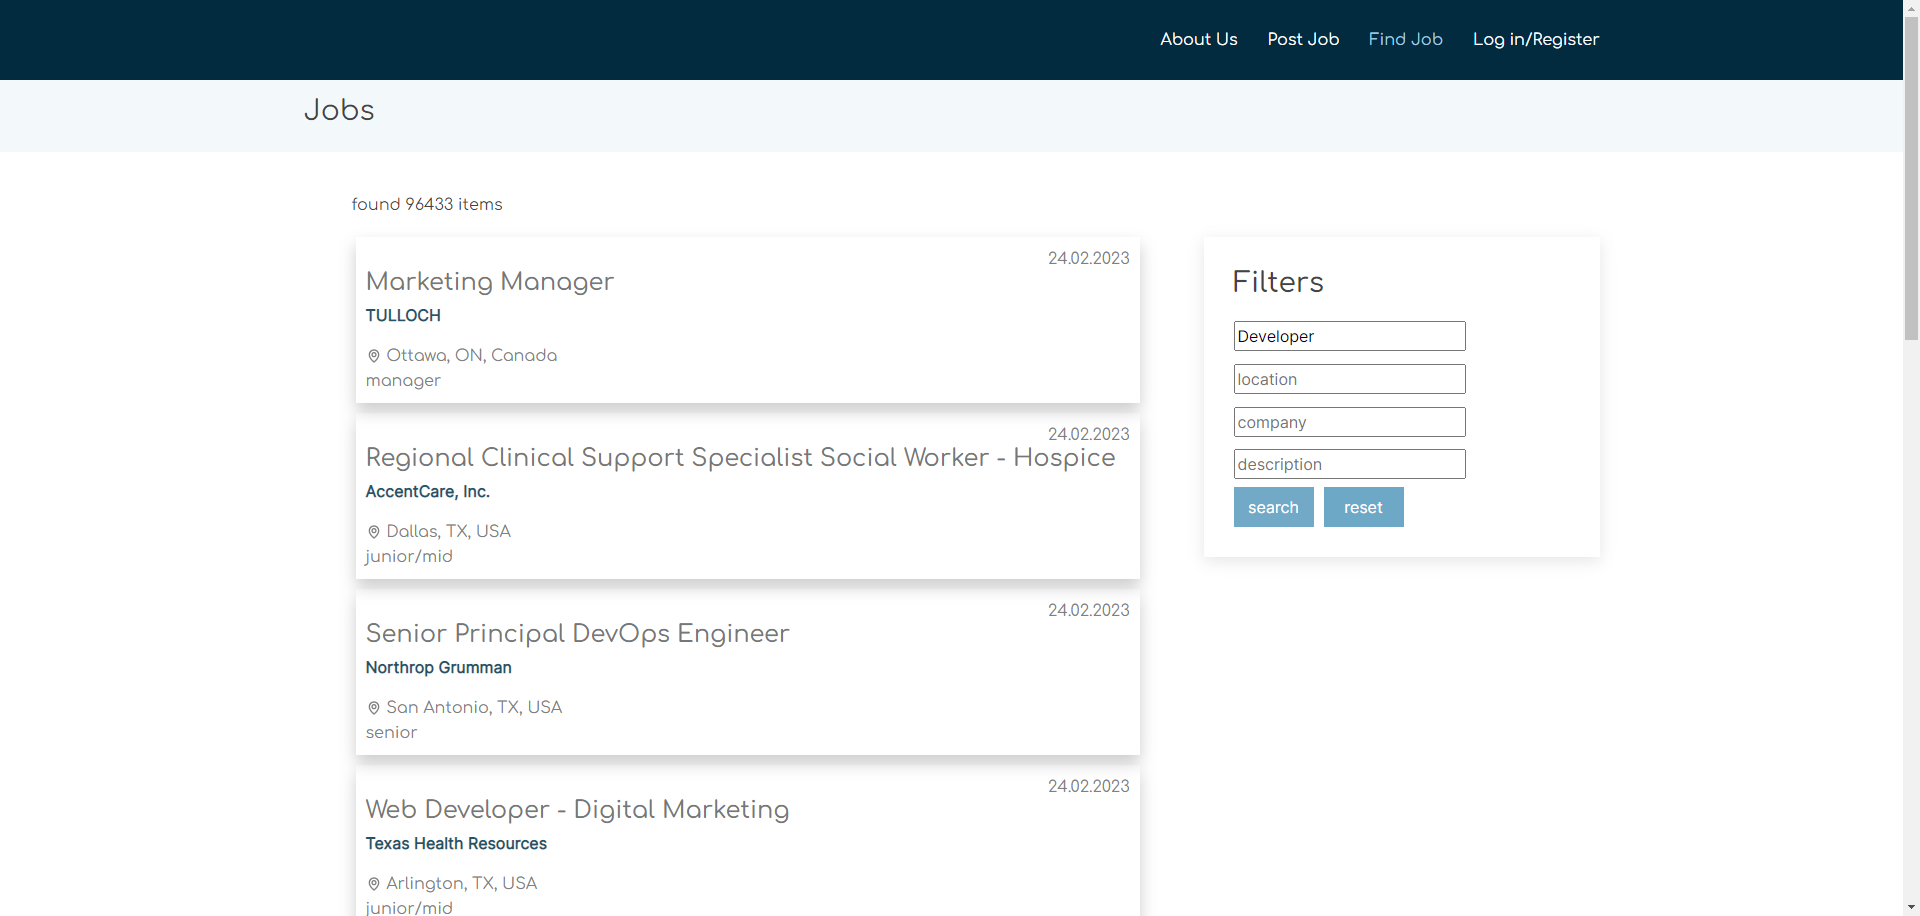 About Us Post Job Find Job Log in/Register
Jobs
found 96433 items
24.02.2023
Marketing Manager
TULLOCH
Ottawa, ON, Canada
manager
24.02.2023
Regional Clinical Support Specialist Social Worker - Hospice
AccentCare, Inc.
Dallas, TX, USA
junior/mid
24.02.2023
Senior Principal DevOps Engineer
Northrop Grumman
San Antonio, TX, USA
senior
24.02.2023
Web Developer - Digital Marketing
Texas Health Resources
Arlington, TX, USA
junior/mid
Filters
Developer
location
company
description
search reset